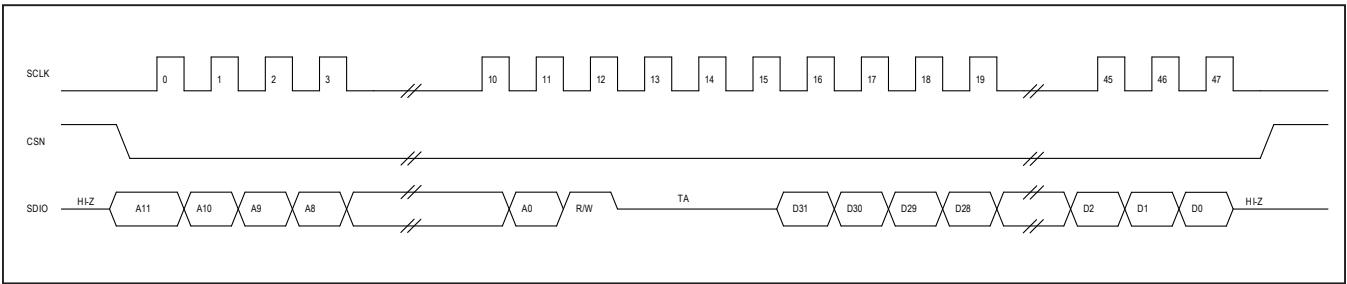 SCLK 0 1 2 3 10 11 12 13 14 15 16 17 18 19 45 46 47
CSN
SDIO HI-Z A11 A10 A9 A8 A0 R/W TA D31 D30 D29 D28 D2 D1 D0 HI-Z